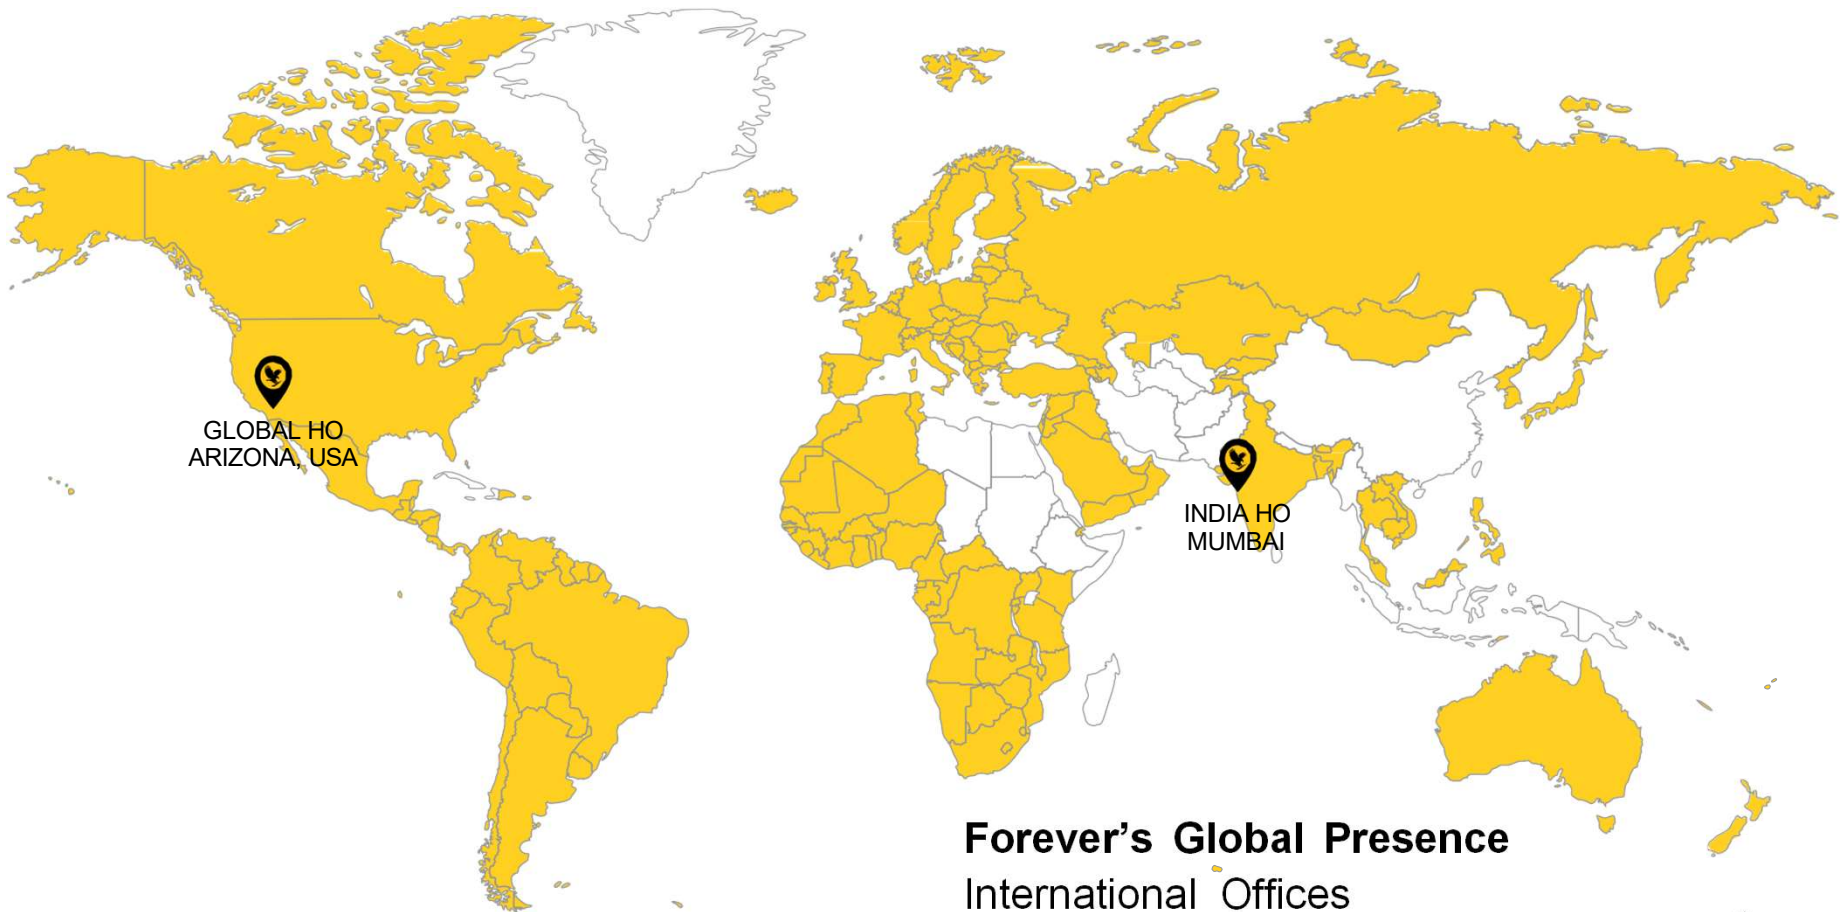 GLOBAL HO
ARIZONA, USA
INDIA HO
MUMBAI
Forever's Global Presence
International Offices